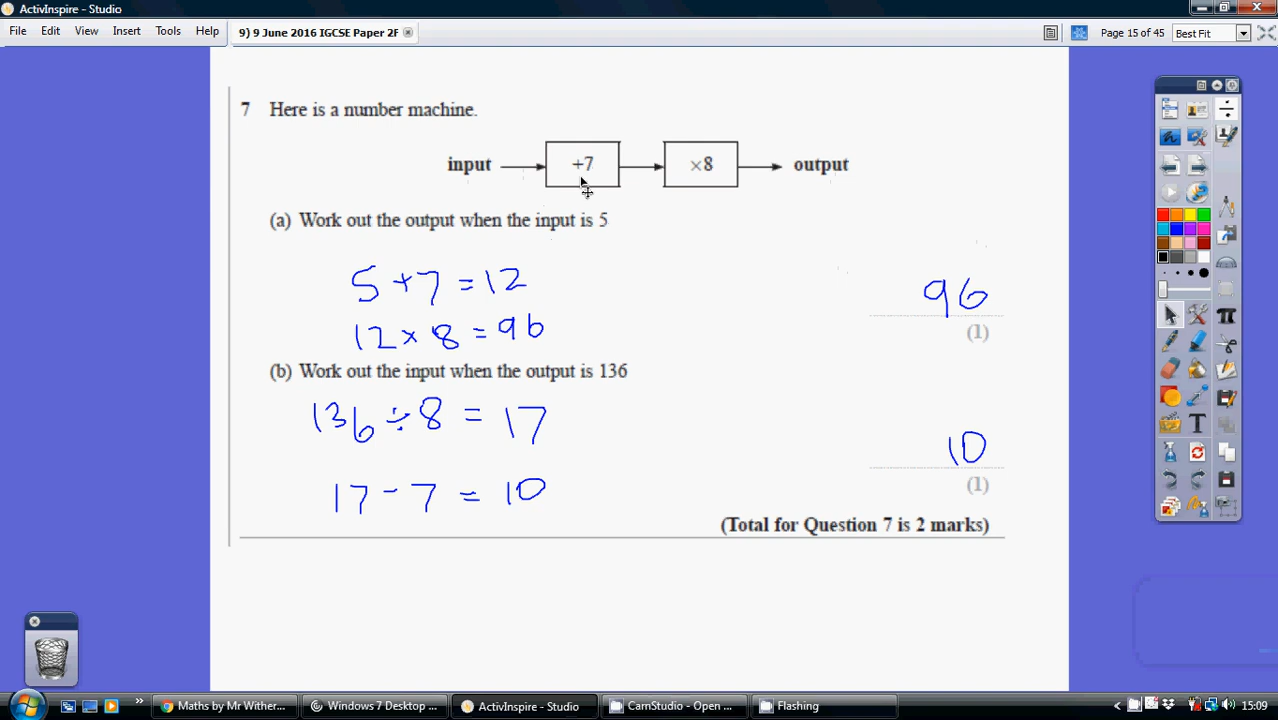 ActivInspire - Studio
File Edit View Insert Tools Help
9) 9 June 2016 IGCSE Paper 2F
Page 15 of 45
Best Fit
7 Here is a number machine.
input +7 ×8 output
(a) Work out the output when the input is 5
5 + 7 = 12
12 × 8 = 96
96
(1)
(b) Work out the input when the output is 136
136 ÷ 8 = 17
17 - 7 = 10
10
(1)
(Total for Question 7 is 2 marks)
Maths by Mr Wither... Windows 7 Desktop ... ActivInspire - Studio CamStudio - Open ... Flashing 15:09